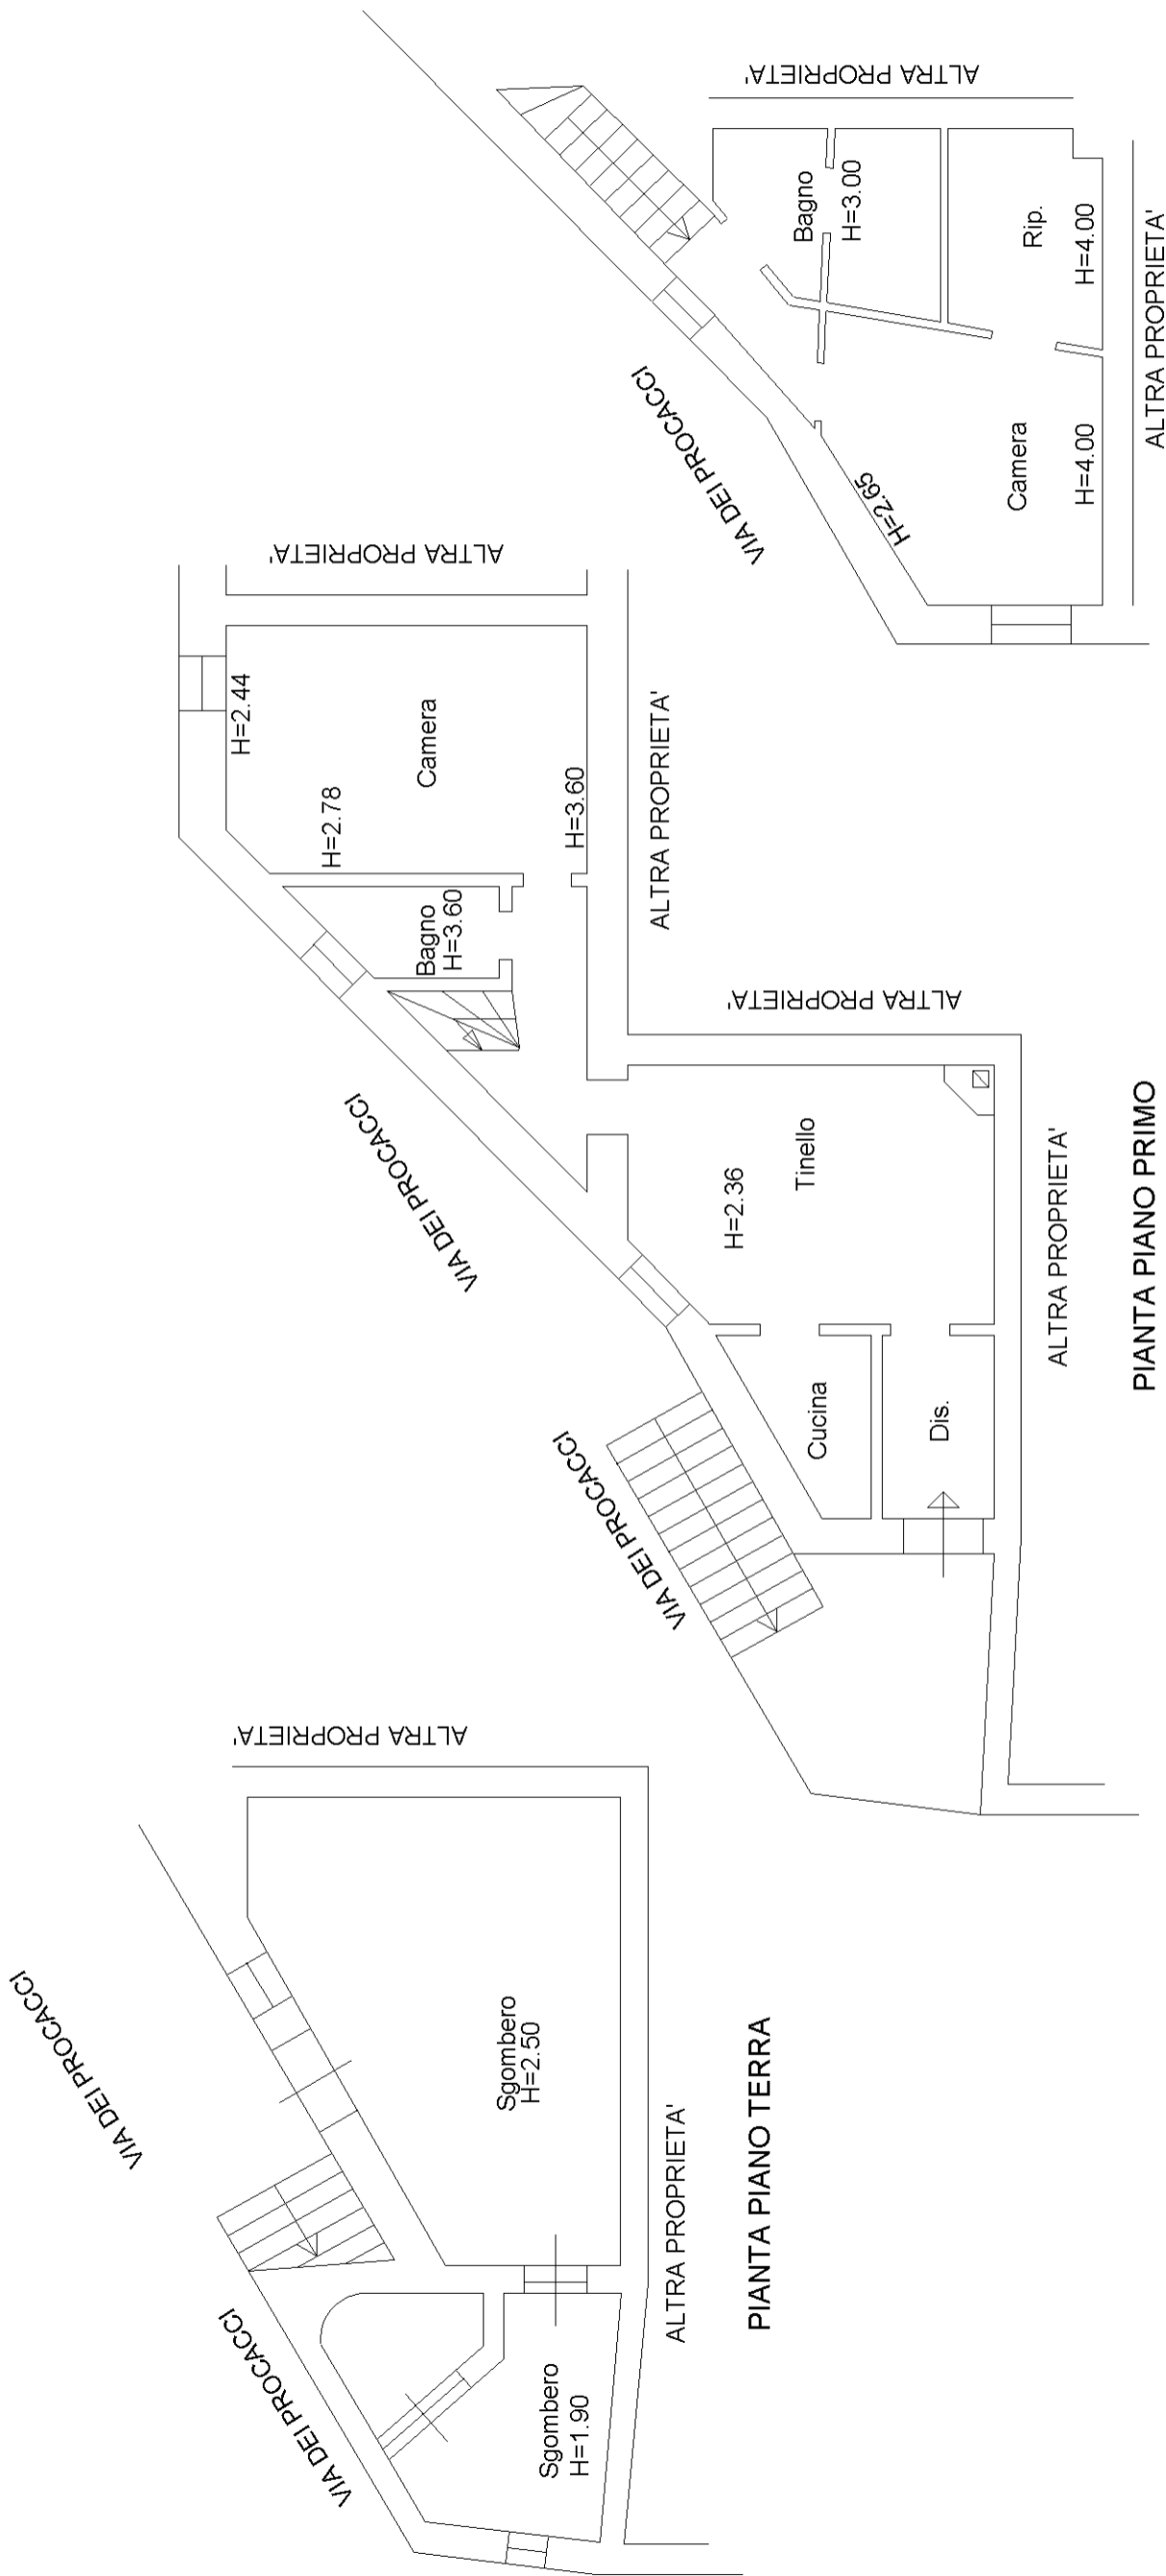 VIA DEI PROCACCI
VIA DEI PROCACCI
ALTRA PROPRIETA'
Sgombero
H=2.50
Sgombero
H=1.90
ALTRA PROPRIETA'
PIANTA PIANO TERRA
VIA DEI PROCACCI
VIA DEI PROCACCI
ALTRA PROPRIETA'
H=2.44
H=2.78
Camera
H=3.60
Bagno
H=3.60
ALTRA PROPRIETA'
ALTRA PROPRIETA'
H=2.36
Tinello
Cucina
Dis.
ALTRA PROPRIETA'
PIANTA PIANO PRIMO
VIA DEI PROCACCI
ALTRA PROPRIETA'
Bagno
H=3.00
Rip.
H=4.00
H=2.65
Camera
H=4.00
ALTRA PROPRIETA'